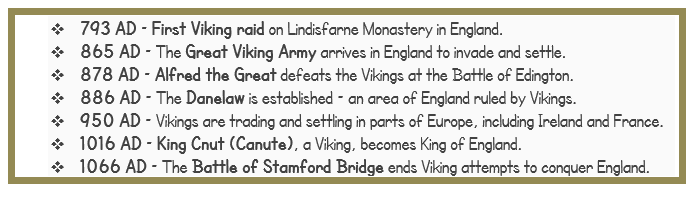 ❖ 793 AD - First Viking raid on Lindisfarne Monastery in England.
❖ 865 AD - The Great Viking Army arrives in England to invade and settle.
❖ 878 AD - Alfred the Great defeats the Vikings at the Battle of Edington.
❖ 886 AD - The Danelaw is established - an area of England ruled by Vikings.
❖ 950 AD - Vikings are trading and settling in parts of Europe, including Ireland and France.
❖ 1016 AD - King Cnut (Canute), a Viking, becomes King of England.
❖ 1066 AD - The Battle of Stamford Bridge ends Viking attempts to conquer England.